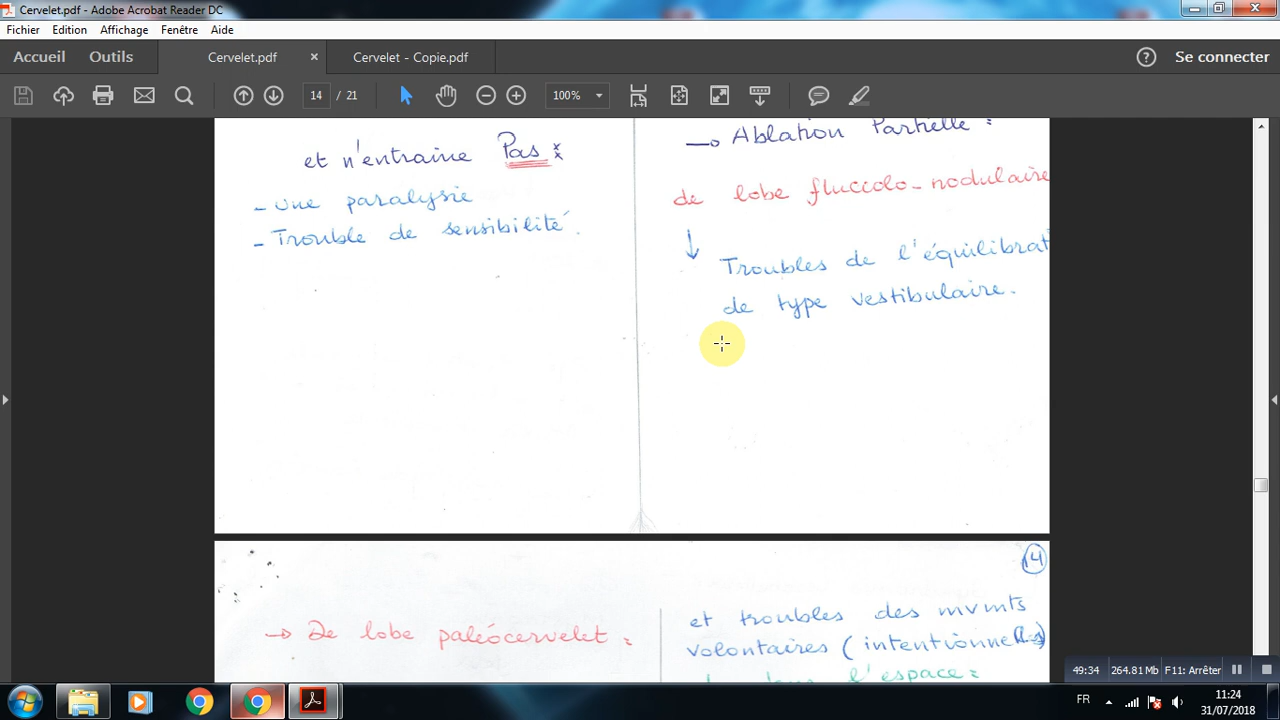 Cervelet.pdf - Adobe Acrobat Reader DC
Fichier Edition Affichage Fenêtre Aide
Accueil Outils Cervelet.pdf × Cervelet - Copie.pdf ? Se connecter
14 / 21 100%
et n'entraine Pas :
- Une paralysie
- Trouble de sensibilité.
→ Ablation Partielle :
de lobe flucciolo-nodulaire
↓
Troubles de l'équilibrat
de type vestibulaire.
14
→ De lobe paléocervelet :
et troubles des mvmts
volontaires (intentionnels)
dans l'espace :
49:34 264.81 Mb F11: Arrêter
FR 11:24
31/07/2018